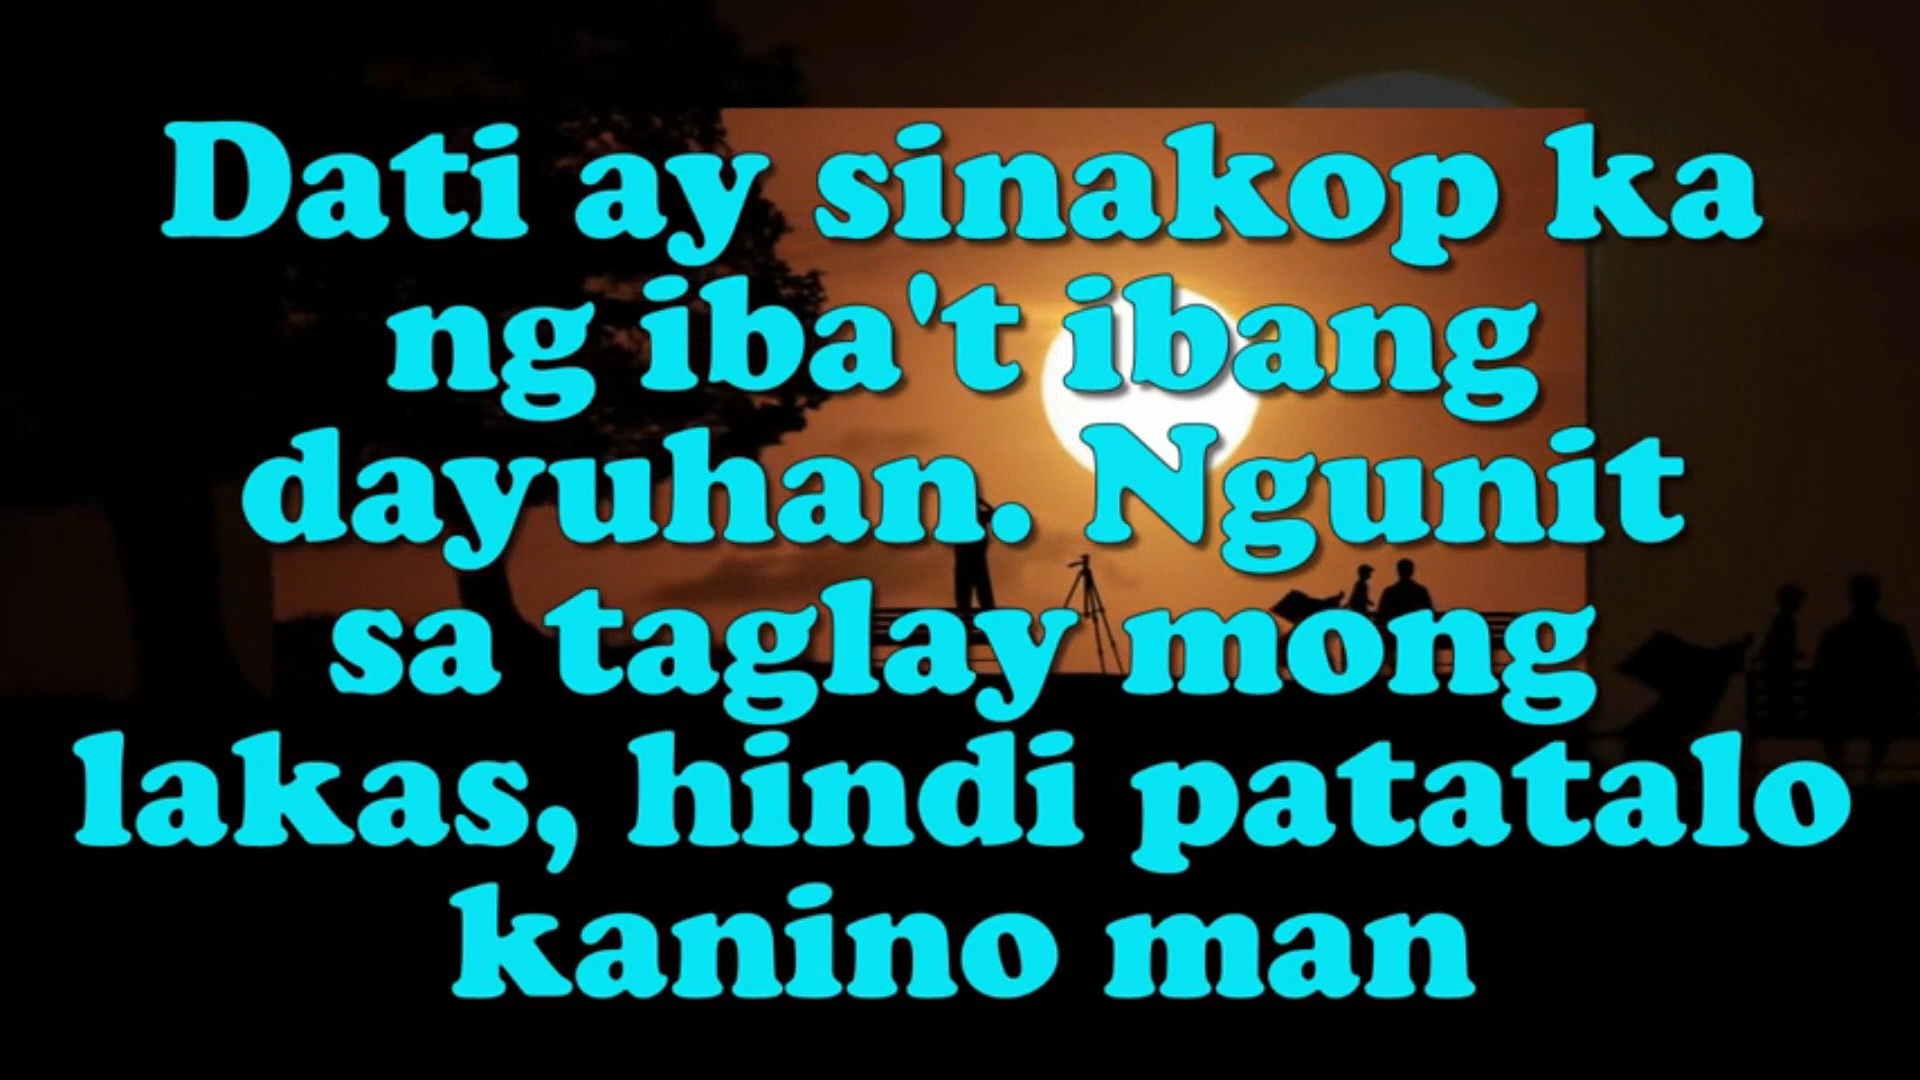 Dati ay sinakop ka
ng iba't ibang
dayuhan. Ngunit
sa taglay mong
lakas, hindi patatalo
kanino man